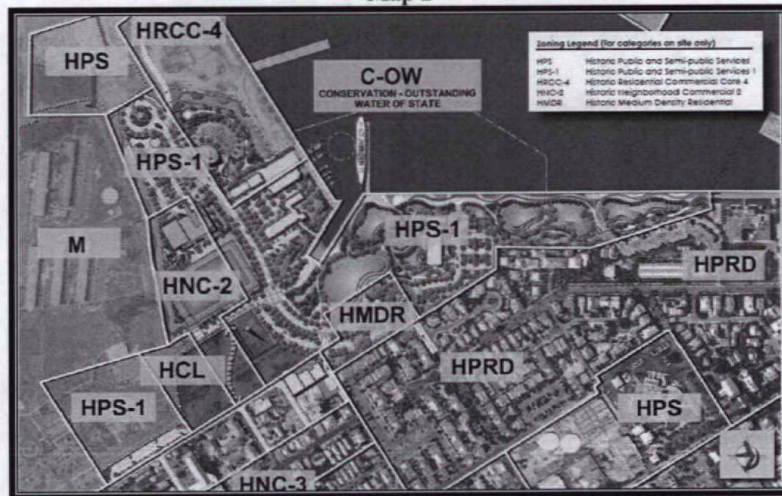 HPS
HRCC-4
C-OW
CONSERVATION - OUTSTANDING
WATER OF STATE
Zoning Legend (for categories on site only)
HPS Historic Public and Semi-public Services
HPS-1 Historic Public and Semi-public Services 1
HRCC-4 Historic Residential Commercial Core 4
HNC-2 Historic Neighborhood Commercial 2
HMDR Historic Medium Density Residential
HPS-1
M
HPS-1
HNC-2
HPRD
HMDR
HCL
HPRD
HPS-1
HPS
HNC-3